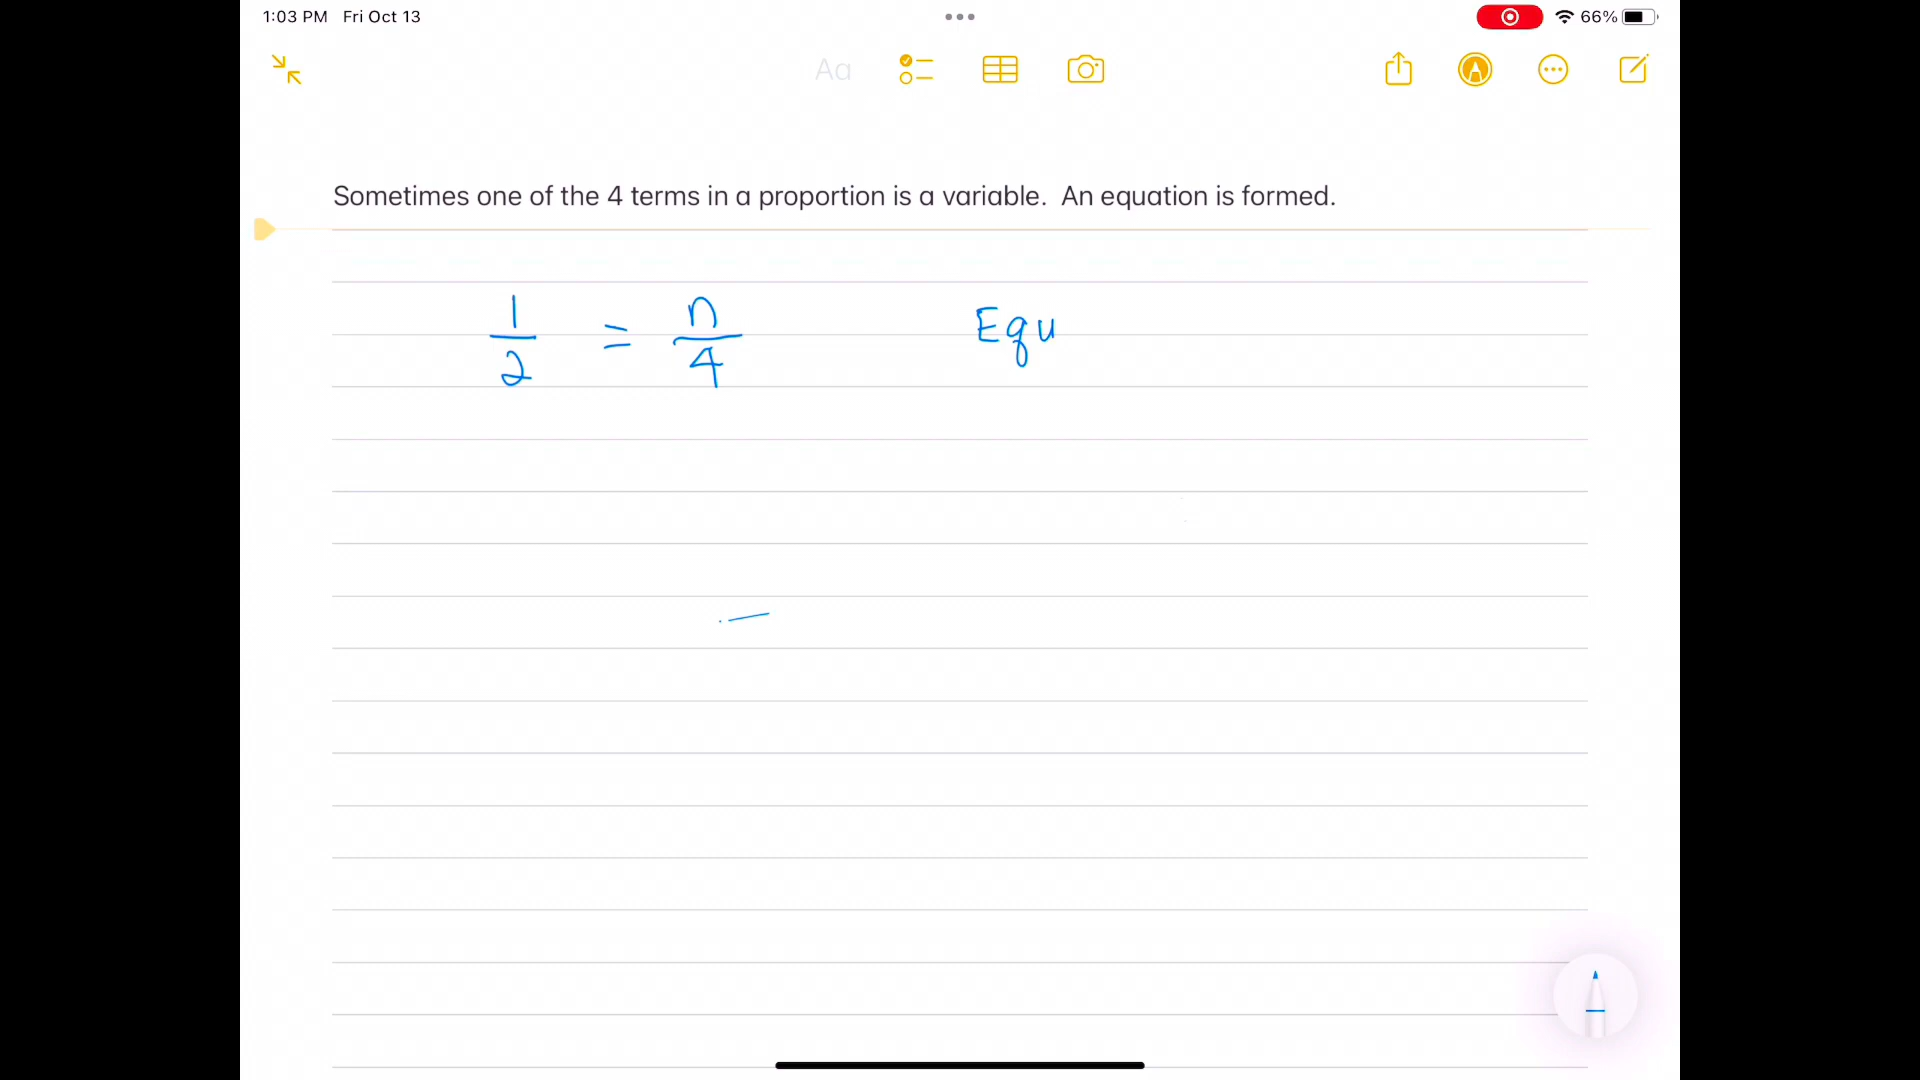 1:03 PM Fri Oct 13
66%
Aa
Sometimes one of the 4 terms in a proportion is a variable. An equation is formed.
1/2 = n/4 Equ